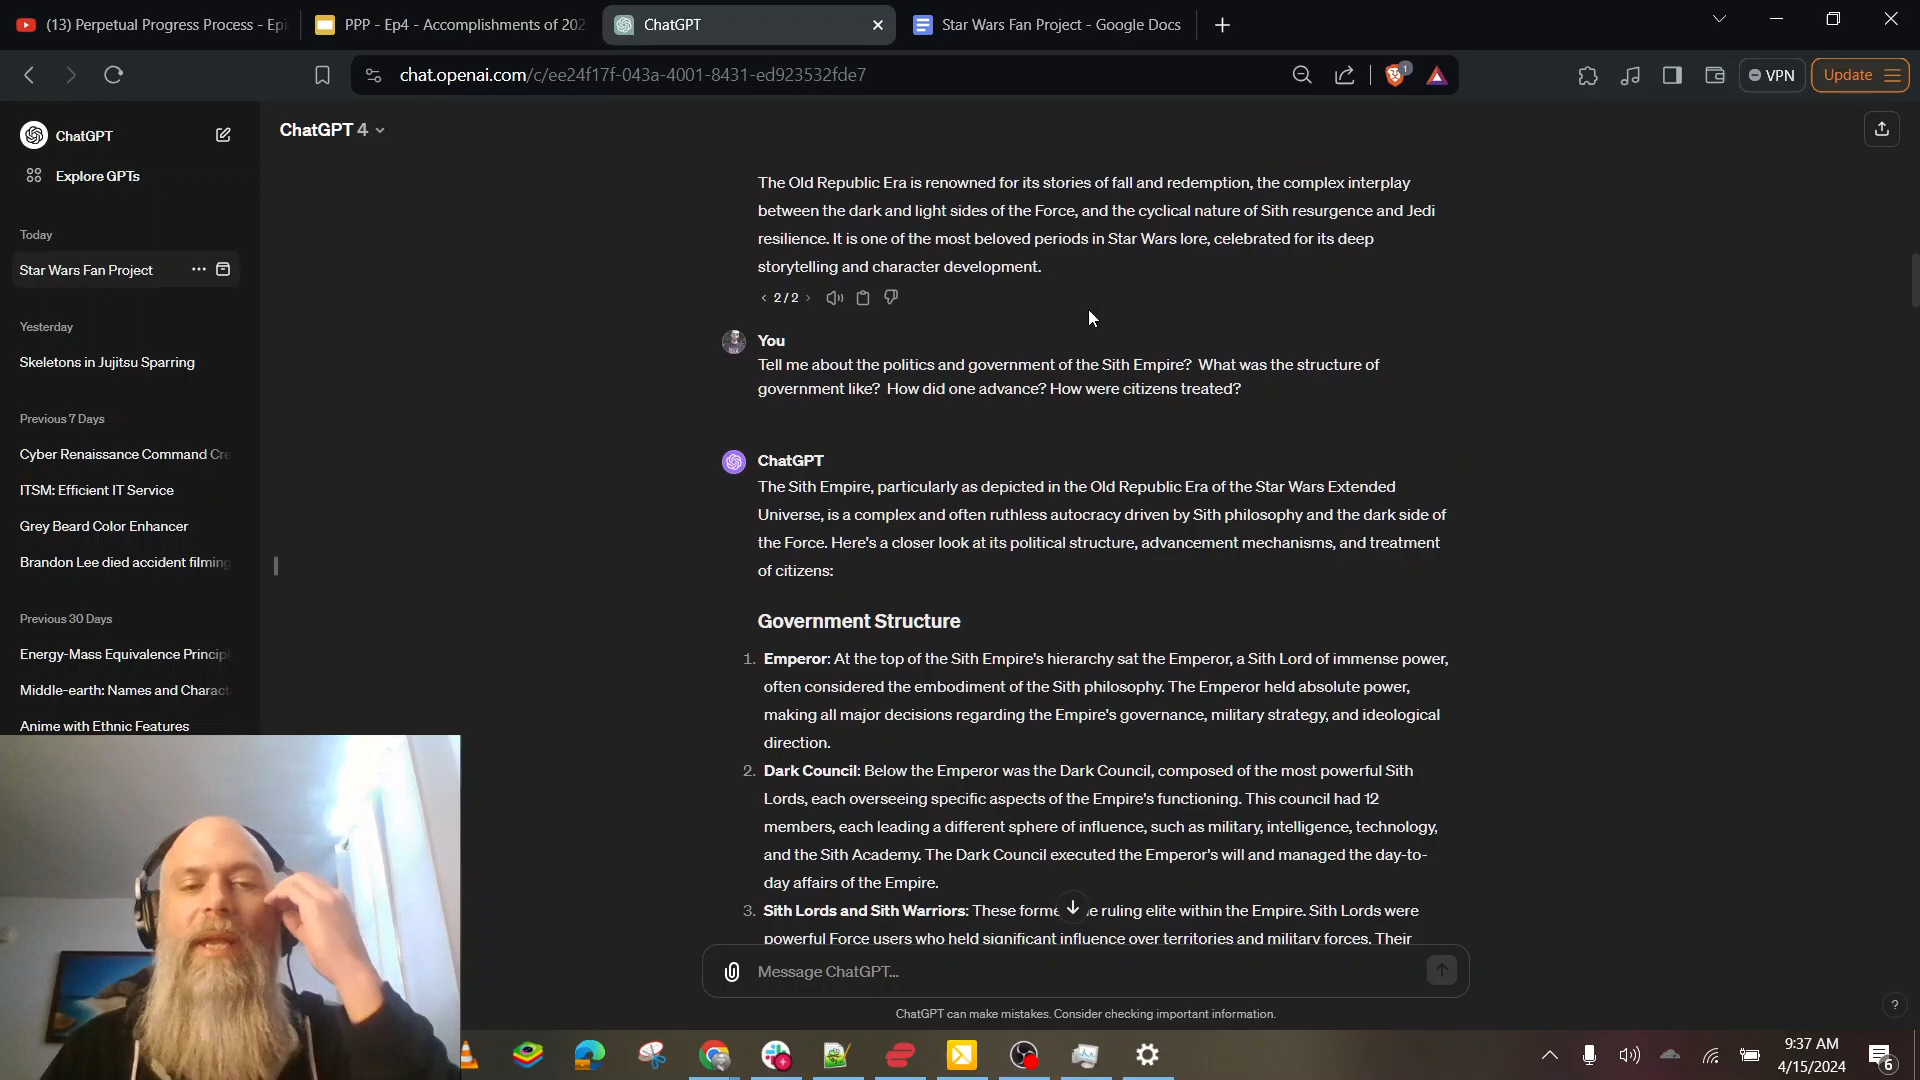 (13) Perpetual Progress Process - Epi
PPP - Ep4 - Accomplishments of 202
ChatGPT
Star Wars Fan Project - Google Docs
chat.openai.com/c/ee24f17f-043a-4001-8431-ed923532fde7
1
VPN
Update
ChatGPT
Explore GPTs
Today
Star Wars Fan Project
Yesterday
Skeletons in Jujitsu Sparring
Previous 7 Days
Cyber Renaissance Command Cre
ITSM: Efficient IT Service
Grey Beard Color Enhancer
Brandon Lee died accident filming
Previous 30 Days
Energy-Mass Equivalence Principl
Middle-earth: Names and Charact
Anime with Ethnic Features
ChatGPT 4
The Old Republic Era is renowned for its stories of fall and redemption, the complex interplay
between the dark and light sides of the Force, and the cyclical nature of Sith resurgence and Jedi
resilience. It is one of the most beloved periods in Star Wars lore, celebrated for its deep
storytelling and character development.
2/2
You
Tell me about the politics and government of the Sith Empire? What was the structure of
government like? How did one advance? How were citizens treated?
ChatGPT
The Sith Empire, particularly as depicted in the Old Republic Era of the Star Wars Extended
Universe, is a complex and often ruthless autocracy driven by Sith philosophy and the dark side of
the Force. Here's a closer look at its political structure, advancement mechanisms, and treatment
of citizens:
Government Structure
1. Emperor: At the top of the Sith Empire's hierarchy sat the Emperor, a Sith Lord of immense power,
often considered the embodiment of the Sith philosophy. The Emperor held absolute power,
making all major decisions regarding the Empire's governance, military strategy, and ideological
direction.
2. Dark Council: Below the Emperor was the Dark Council, composed of the most powerful Sith
Lords, each overseeing specific aspects of the Empire's functioning. This council had 12
members, each leading a different sphere of influence, such as military, intelligence, technology,
and the Sith Academy. The Dark Council executed the Emperor's will and managed the day-to-
day affairs of the Empire.
3. Sith Lords and Sith Warriors: These forme e ruling elite within the Empire. Sith Lords were
powerful Force users who held significant influence over territories and military forces. Their
Message ChatGPT...
ChatGPT can make mistakes. Consider checking important information.
?
9:37 AM
4/15/2024
6